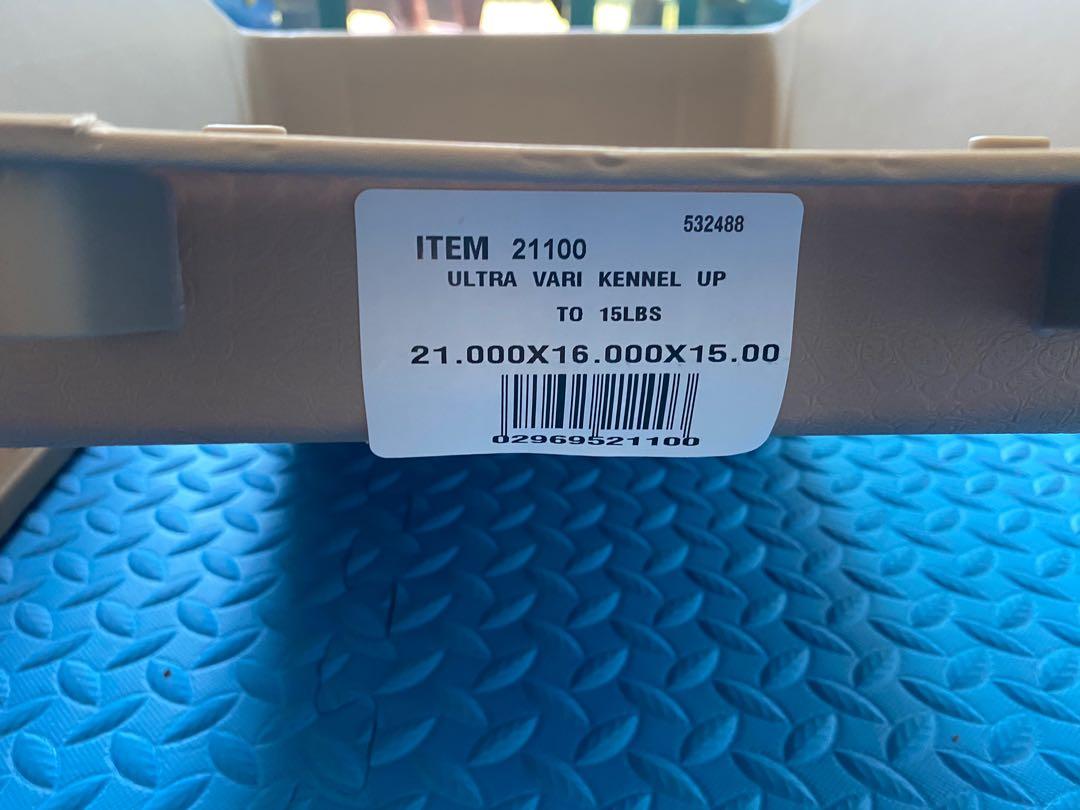 532488
ITEM 21100
ULTRA VARI KENNEL UP
TO 15LBS
21.000X16.000X15.00
02969521100